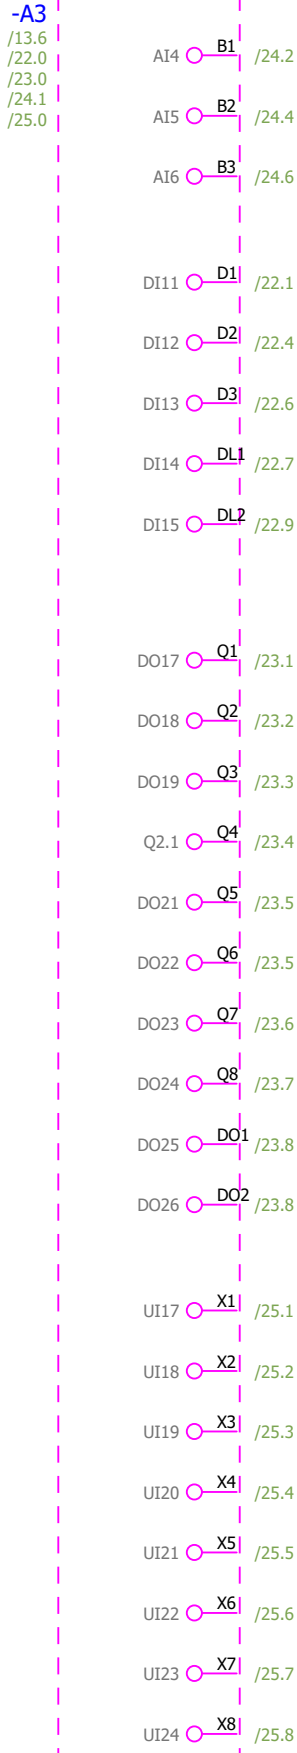 -A3
/13.6
/22.0
/23.0
/24.1
/25.0
AI4 B1 /24.2
AI5 B2 /24.4
AI6 B3 /24.6
DI11 D1 /22.1
DI12 D2 /22.4
DI13 D3 /22.6
DI14 DL1 /22.7
DI15 DL2 /22.9
DO17 Q1 /23.1
DO18 Q2 /23.2
DO19 Q3 /23.3
Q2.1 Q4 /23.4
DO21 Q5 /23.5
DO22 Q6 /23.5
DO23 Q7 /23.6
DO24 Q8 /23.7
DO25 DO1 /23.8
DO26 DO2 /23.8
UI17 X1 /25.1
UI18 X2 /25.2
UI19 X3 /25.3
UI20 X4 /25.4
UI21 X5 /25.5
UI22 X6 /25.6
UI23 X7 /25.7
UI24 X8 /25.8